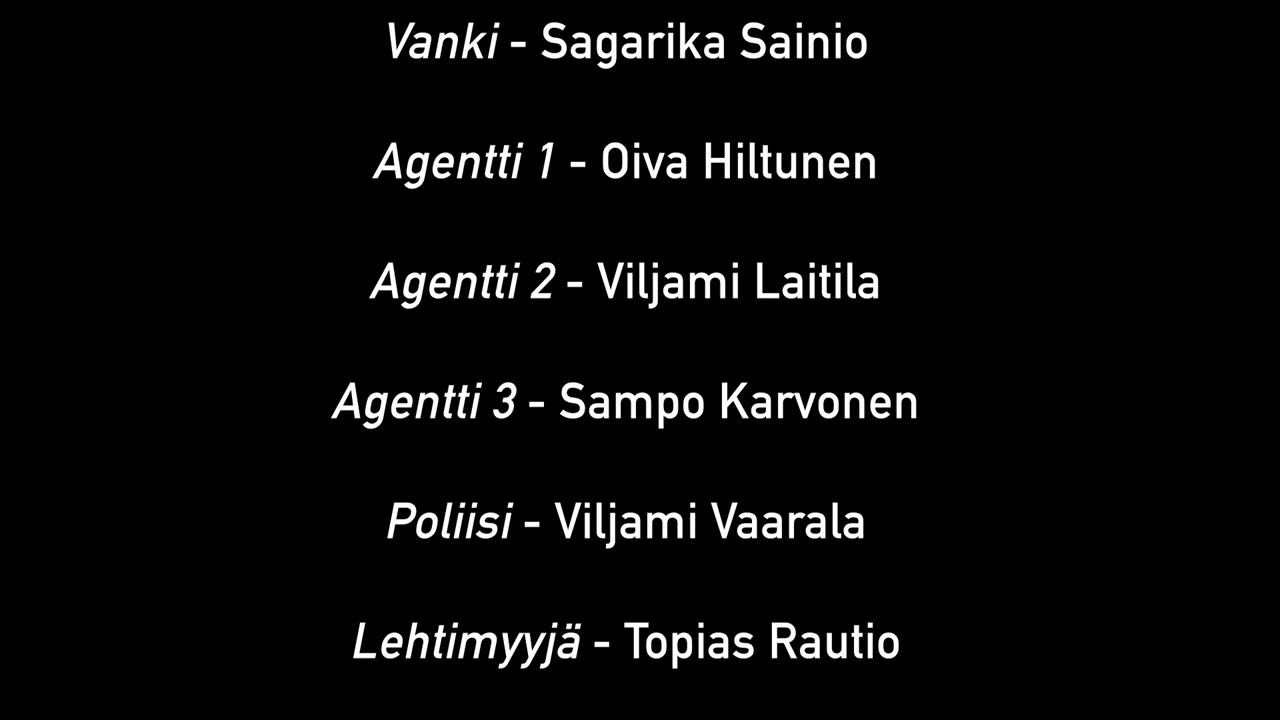 Vanki - Sagarika Sainio
Agentti 1 - Oiva Hiltunen
Agentti 2 - Viljami Laitila
Agentti 3 - Sampo Karvonen
Poliisi - Viljami Vaarala
Lehtimyyjä - Topias Rautio